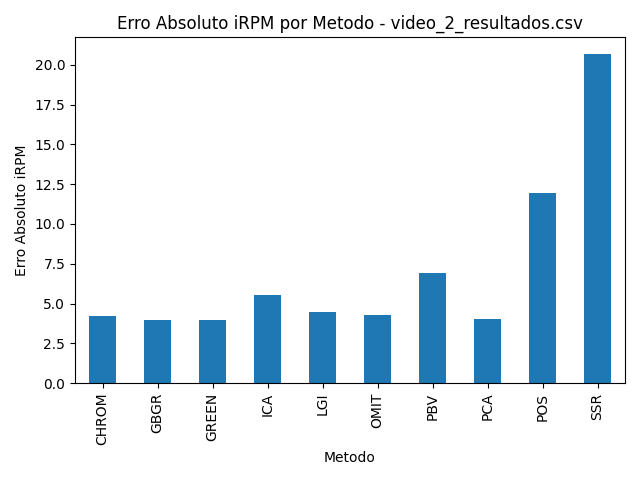 Erro Absoluto iRPM por Metodo - video_2_resultados.csv
Erro Absoluto iRPM
20.0
17.5
15.0
12.5
10.0
7.5
5.0
2.5
0.0
CHROM
GBGR
GREEN
ICA
LGI
OMIT
PBV
PCA
POS
SSR
Metodo